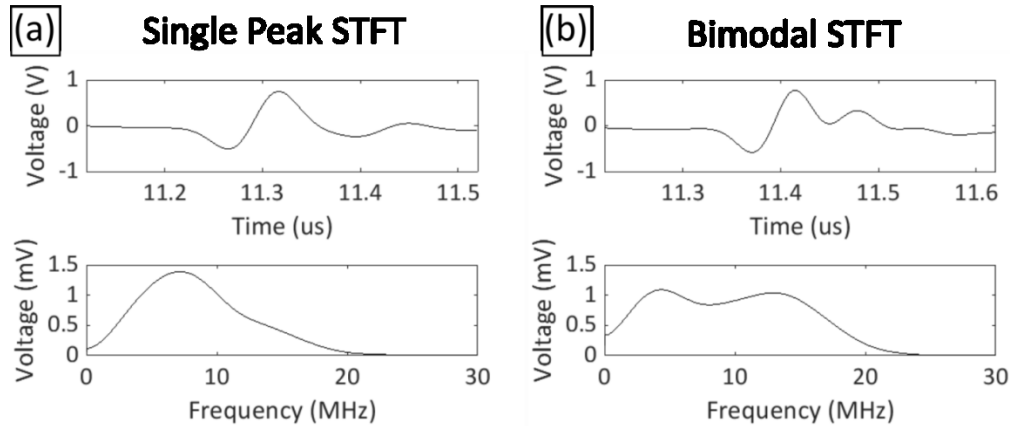 (a) Single Peak STFT
Voltage (V)
1
0
-1
11.2 11.3 11.4 11.5
Time (us)
Voltage (mV)
1.5
1
0.5
0
0 10 20 30
Frequency (MHz)
(b) Bimodal STFT
Voltage (V)
1
0
-1
11.3 11.4 11.5 11.6
Time (us)
Voltage (mV)
1.5
1
0.5
0
0 10 20 30
Frequency (MHz)